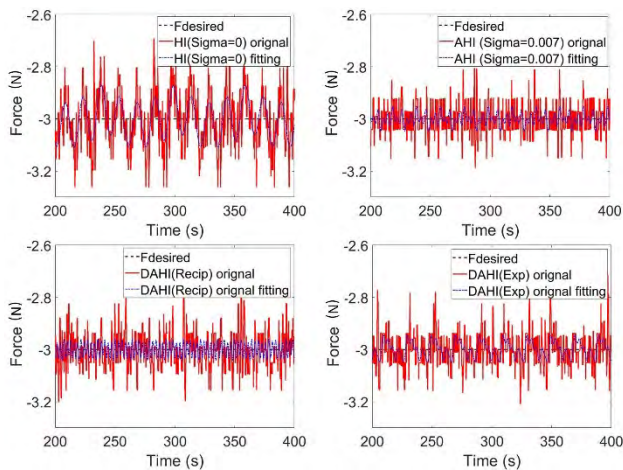 -2.6
-2.8
-3
-3.2
Force (N)
Fdesired
HI(Sigma=0) orignal
HI(Sigma=0) fitting
200 250 300 350 400
Time (s)
-2.6
-2.8
-3
-3.2
Force (N)
Fdesired
AHI (Sigma=0.007) orignal
AHI (Sigma=0.007) fitting
200 250 300 350 400
Time (s)
-2.6
-2.8
-3
-3.2
Force (N)
Fdesired
DAHI(Recip) orignal
DAHI(Recip) orignal fitting
200 250 300 350 400
Time (s)
-2.6
-2.8
-3
-3.2
Force (N)
Fdesired
DAHI(Exp) orignal
DAHI(Exp) orignal fitting
200 250 300 350 400
Time (s)